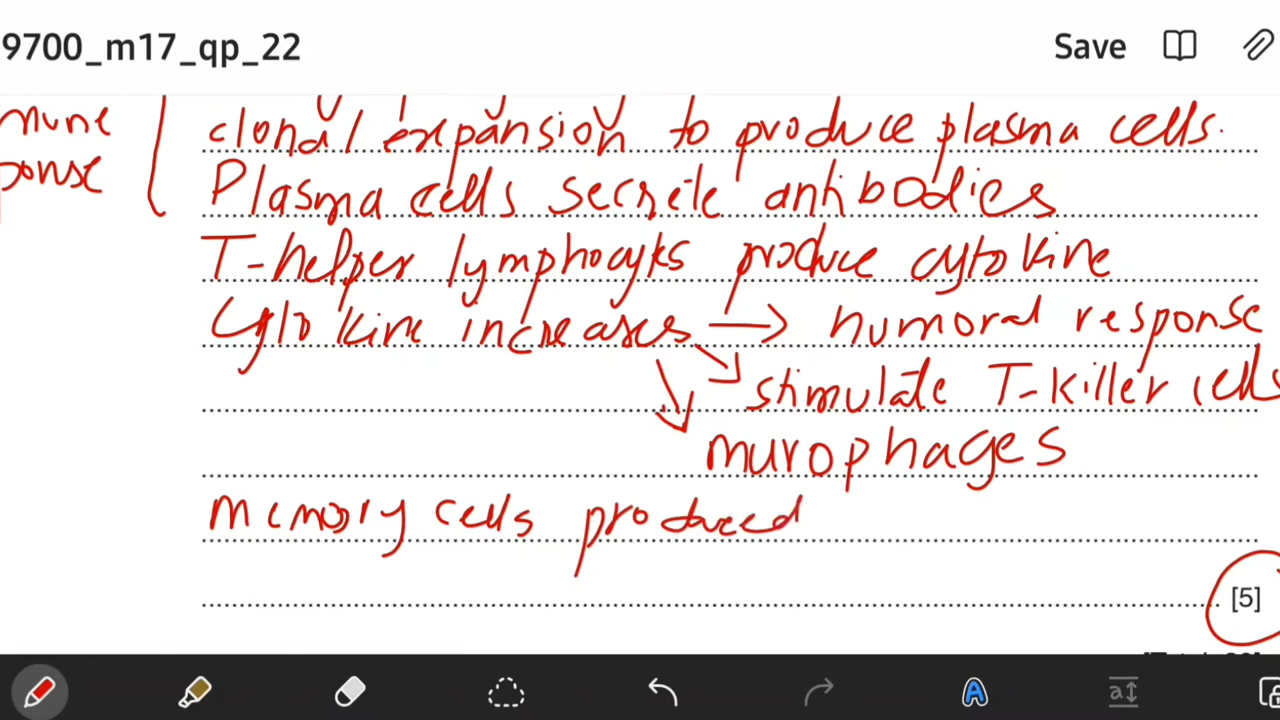 9700_m17_qp_22 Save
mune clonal expansion to produce plasma cells.
ponse Plasma cells secrete antibodies
T-helper lymphocyts produce cytokine
Cytokine increases → humoral response
stimulate T-killer cells
murophages
memory cells produced
[5]